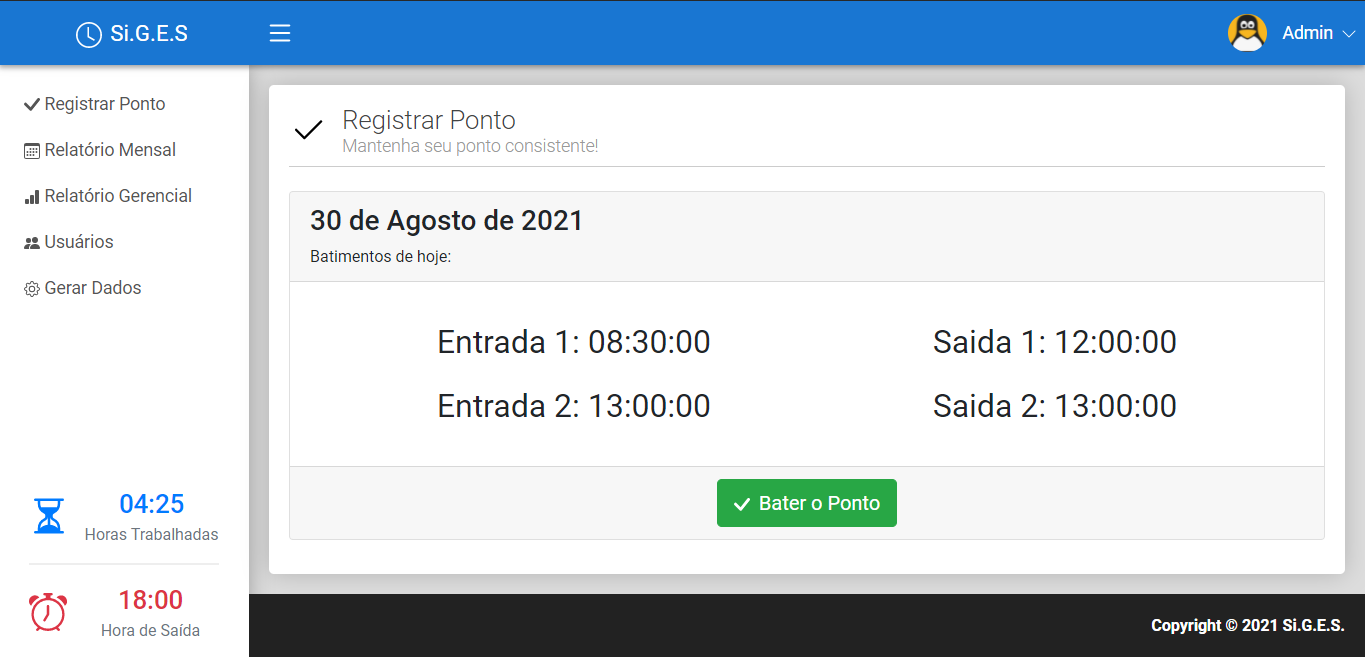 Si.G.E.S
Admin
Registrar Ponto
Relatório Mensal
Relatório Gerencial
Usuários
Gerar Dados
04:25
Horas Trabalhadas
18:00
Hora de Saída
Registrar Ponto
Mantenha seu ponto consistente!
30 de Agosto de 2021
Batimentos de hoje:
Entrada 1: 08:30:00 Saida 1: 12:00:00
Entrada 2: 13:00:00 Saida 2: 13:00:00
Bater o Ponto
Copyright © 2021 Si.G.E.S.